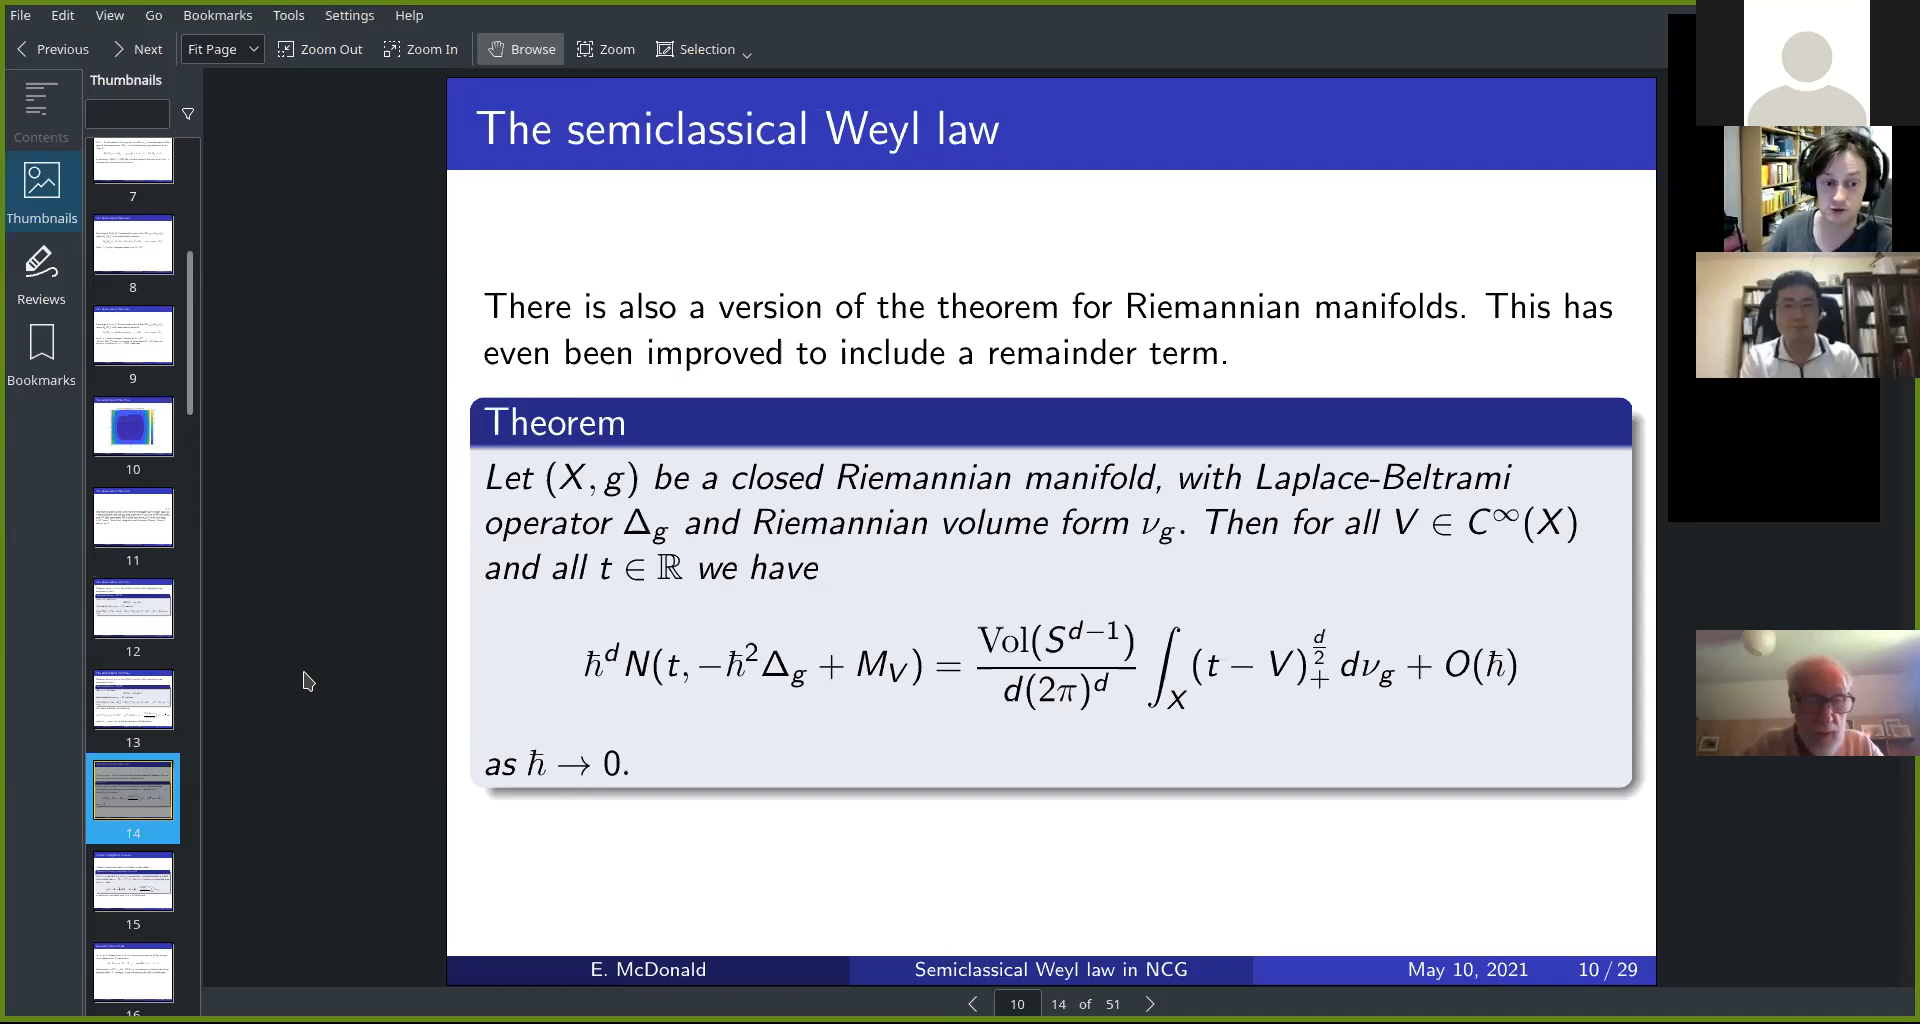 File Edit View Go Bookmarks Tools Settings Help
Previous Next Fit Page Zoom Out Zoom In Browse Zoom Selection
Contents
Thumbnails
Reviews
Bookmarks
Thumbnails
7
8
9
10
11
12
13
14
15
16
The semiclassical Weyl law
There is also a version of the theorem for Riemannian manifolds. This has
even been improved to include a remainder term.
Theorem
Let (X, g) be a closed Riemannian manifold, with Laplace-Beltrami
operator Δ_g and Riemannian volume form ν_g. Then for all V ∈ C^∞(X)
and all t ∈ ℝ we have
ℏ^d N(t, −ℏ²Δ_g + M_V) = \frac{Vol(S^{d−1})}{d(2π)^d} ∫_X (t − V)_+^{\frac{d}{2}} dν_g + O(ℏ)
as ℏ → 0.
E. McDonald Semiclassical Weyl law in NCG May 10, 2021 10 / 29
10 14 of 51